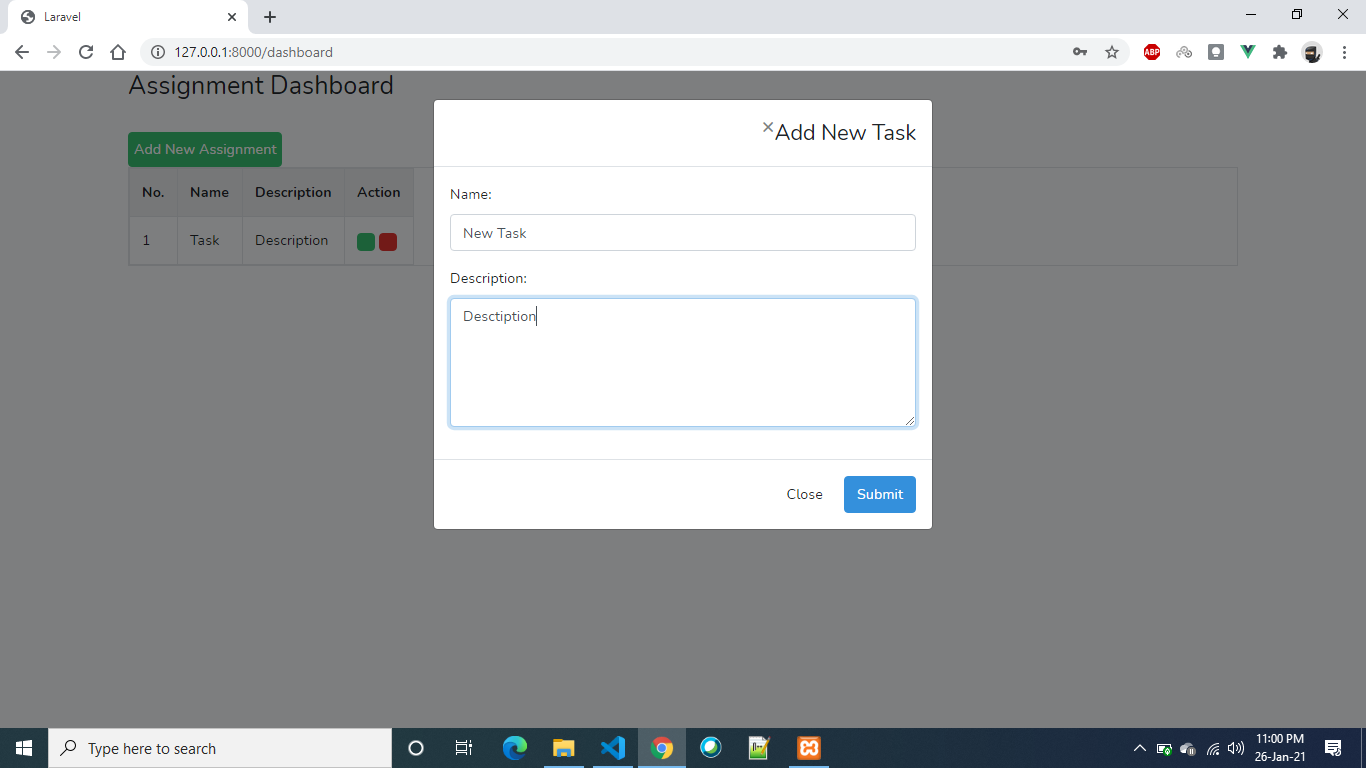 Laravel
127.0.0.1:8000/dashboard
ABP
Assignment Dashboard
Add New Assignment
No. Name Description Action
1 Task Description
×Add New Task
Name:
New Task
Description:
Desctiption
Close Submit
Type here to search
11:00 PM
26-Jan-21